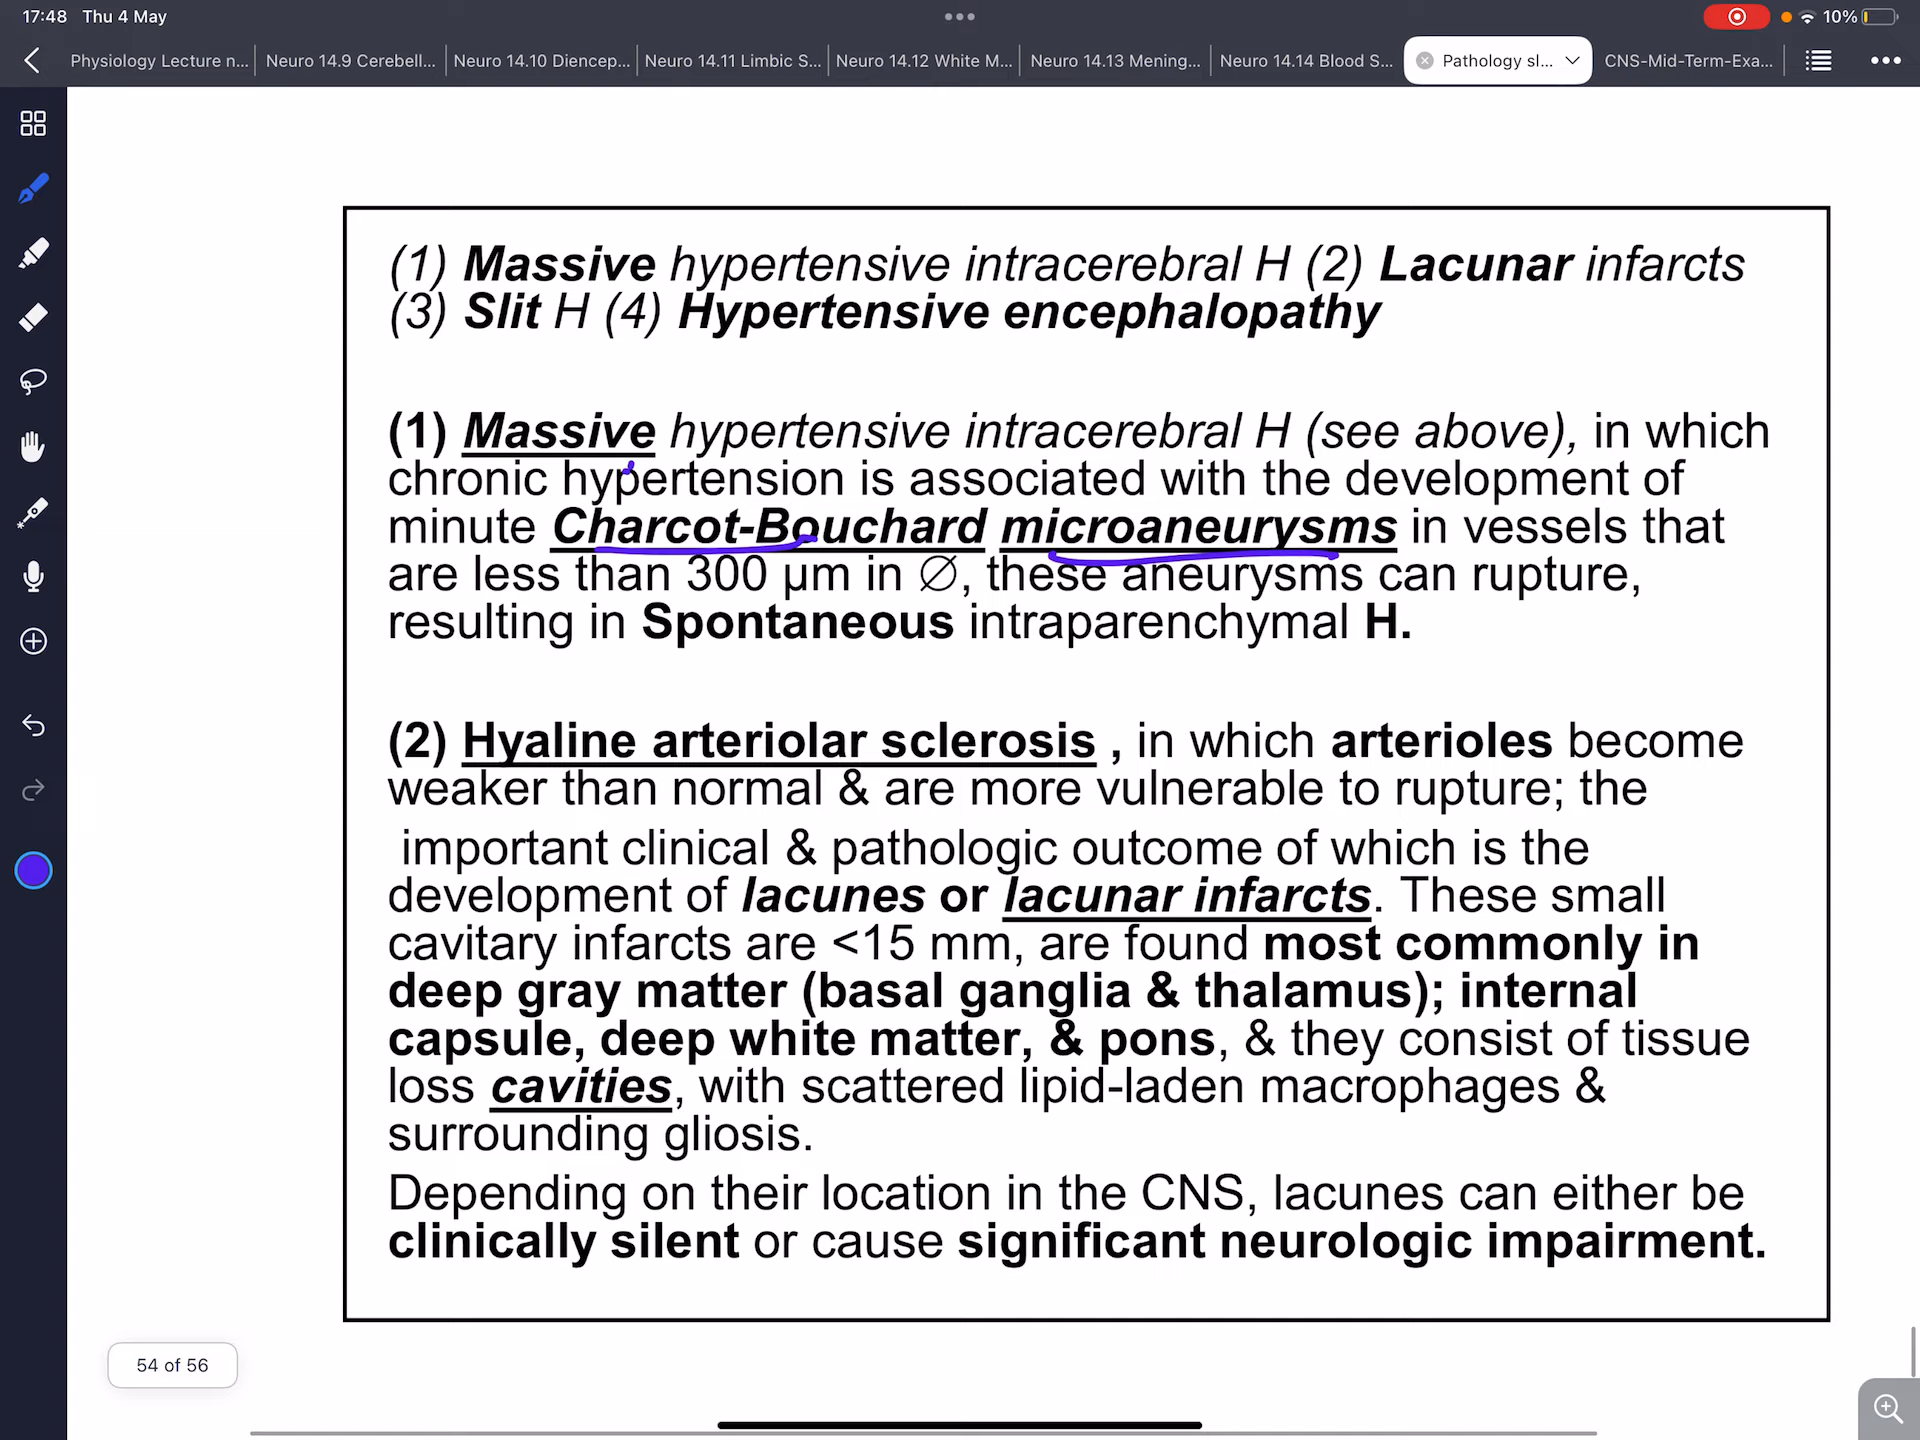 17:48 Thu 4 May
10%
Physiology Lecture n... Neuro 14.9 Cerebell... Neuro 14.10 Diencep... Neuro 14.11 Limbic S... Neuro 14.12 White M... Neuro 14.13 Mening... Neuro 14.14 Blood S... Pathology sl... CNS-Mid-Term-Exa...
(1) Massive hypertensive intracerebral H (2) Lacunar infarcts
(3) Slit H (4) Hypertensive encephalopathy
(1) Massive hypertensive intracerebral H (see above), in which
chronic hypertension is associated with the development of
minute Charcot-Bouchard microaneurysms in vessels that
are less than 300 μm in ∅, these aneurysms can rupture,
resulting in Spontaneous intraparenchymal H.
(2) Hyaline arteriolar sclerosis , in which arterioles become
weaker than normal & are more vulnerable to rupture; the
important clinical & pathologic outcome of which is the
development of lacunes or lacunar infarcts. These small
cavitary infarcts are <15 mm, are found most commonly in
deep gray matter (basal ganglia & thalamus); internal
capsule, deep white matter, & pons, & they consist of tissue
loss cavities, with scattered lipid-laden macrophages &
surrounding gliosis.
Depending on their location in the CNS, lacunes can either be
clinically silent or cause significant neurologic impairment.
54 of 56